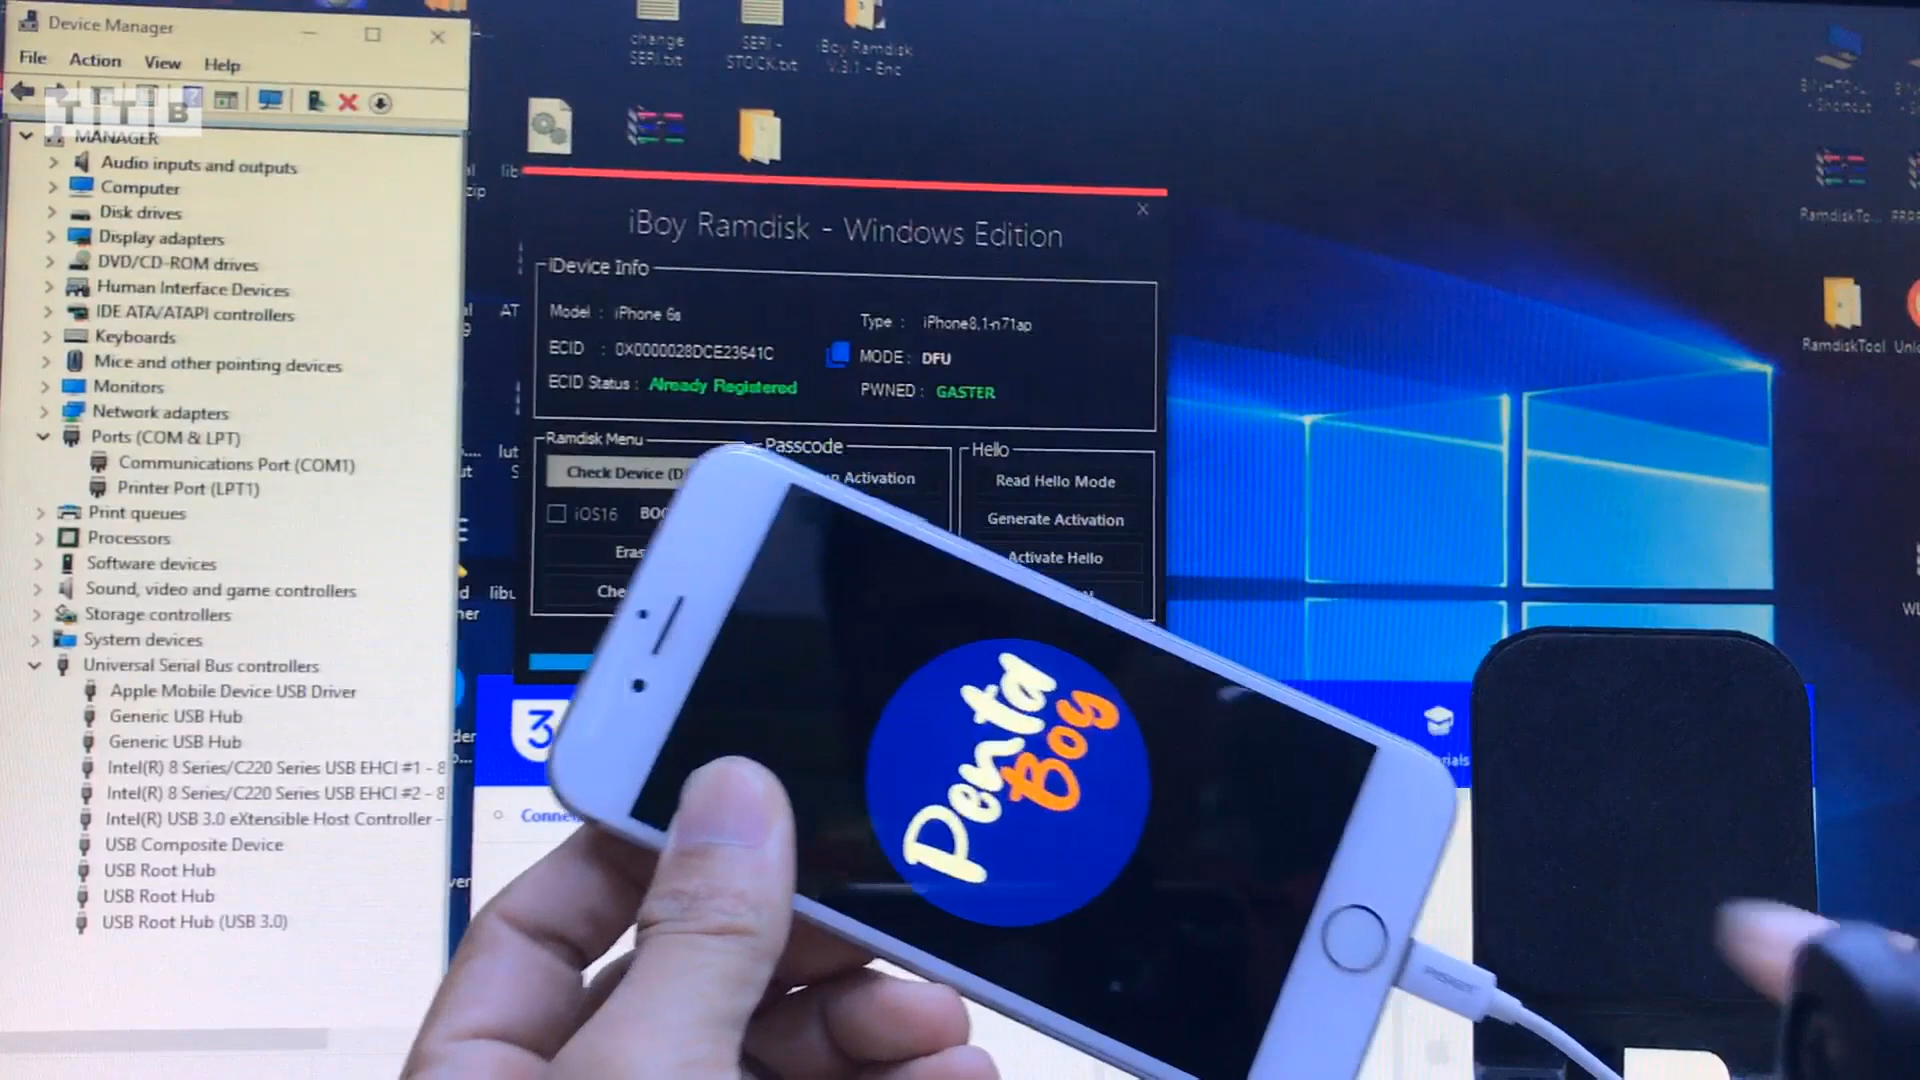 Device Manager
File Action View Help
TTB
MANAGER
Audio inputs and outputs
Computer
Disk drives
Display adapters
DVD/CD-ROM drives
Human Interface Devices
IDE ATA/ATAPI controllers
Keyboards
Mice and other pointing devices
Monitors
Network adapters
Ports (COM & LPT)
Communications Port (COM1)
Printer Port (LPT1)
Print queues
Processors
Software devices
Sound, video and game controllers
Storage controllers
System devices
Universal Serial Bus controllers
Apple Mobile Device USB Driver
Generic USB Hub
Generic USB Hub
Intel(R) 8 Series/C220 Series USB EHCI #1 - 8
Intel(R) 8 Series/C220 Series USB EHCI #2 - 8
Intel(R) USB 3.0 eXtensible Host Controller -
USB Composite Device
USB Root Hub
USB Root Hub
USB Root Hub (USB 3.0)
change
SERI.txt
SERI -
STOCK.txt
iBoy Ramdisk
V.3.1 - Enc
iBoy Ramdisk - Windows Edition
iDevice Info
Model : iPhone 6s
Type : iPhone8,1-n71ap
ECID : 0X0000028DCE23641C
MODE : DFU
ECID Status : Already Registered
PWNED : GASTER
Ramdisk Menu
Check Device (D
iOS16
Passcode
Activation
Hello
Read Hello Mode
Generate Activation
Activate Hello
Penta
Boy
3
RamdiskTo...
RamdiskTool
PISEN